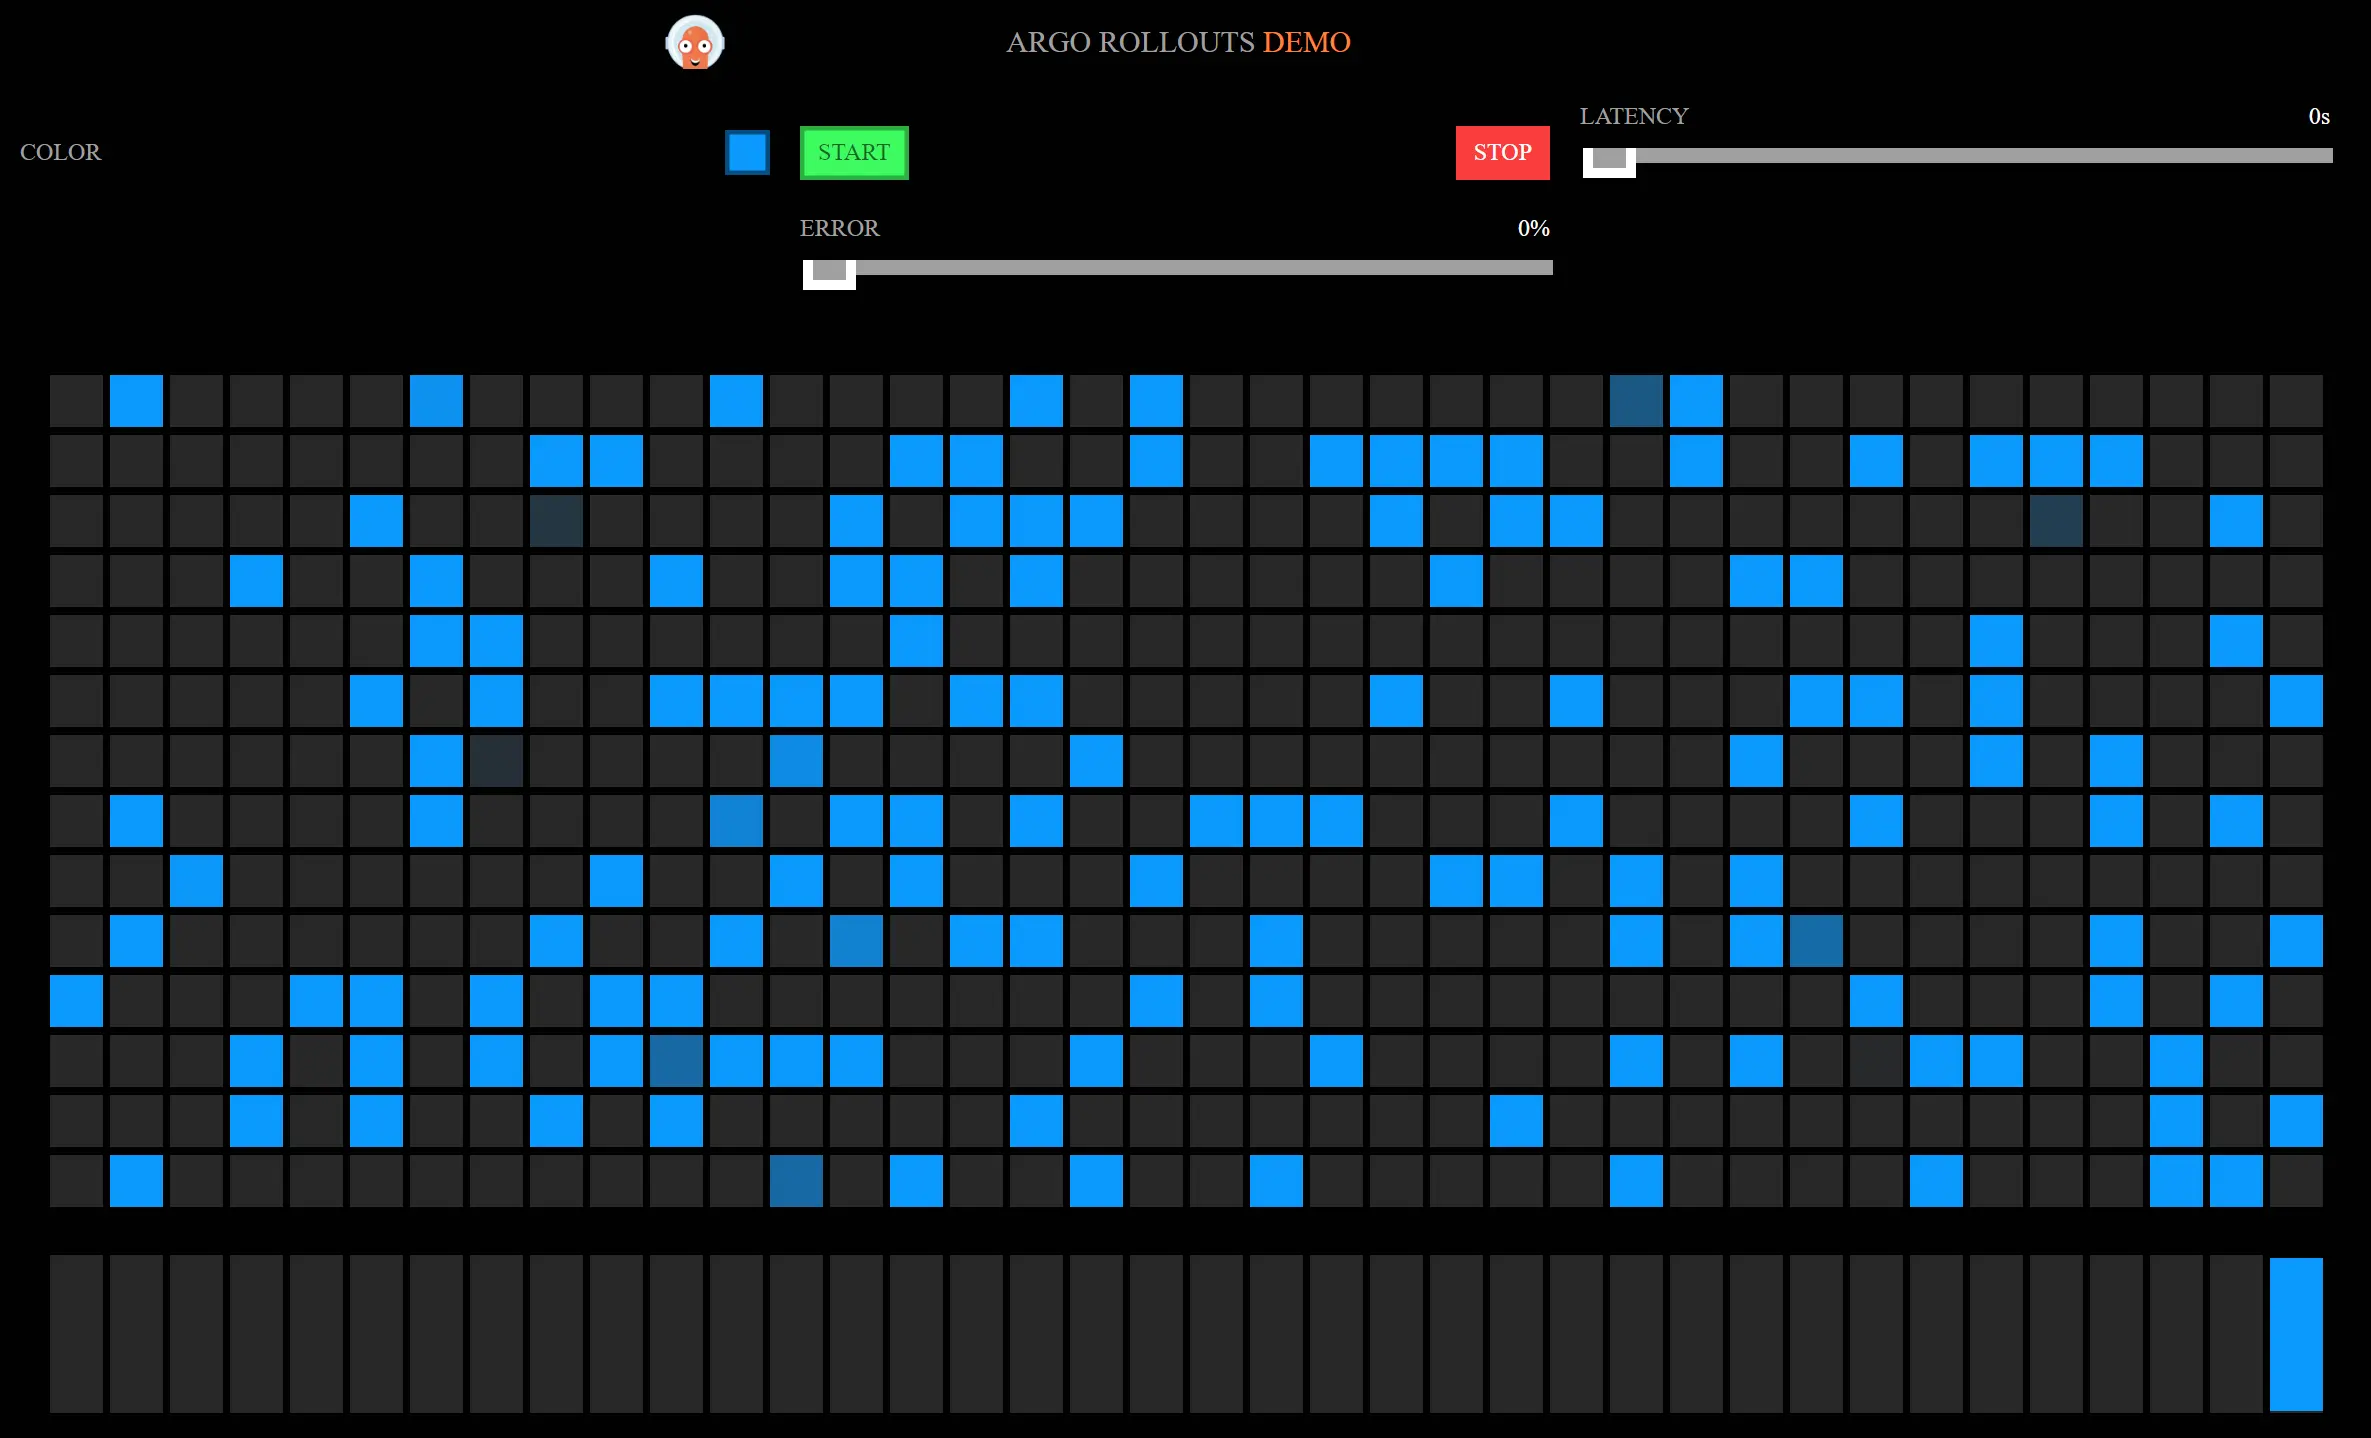 ARGO ROLLOUTS DEMO
COLOR
START
STOP
LATENCY 0s
ERROR 0%